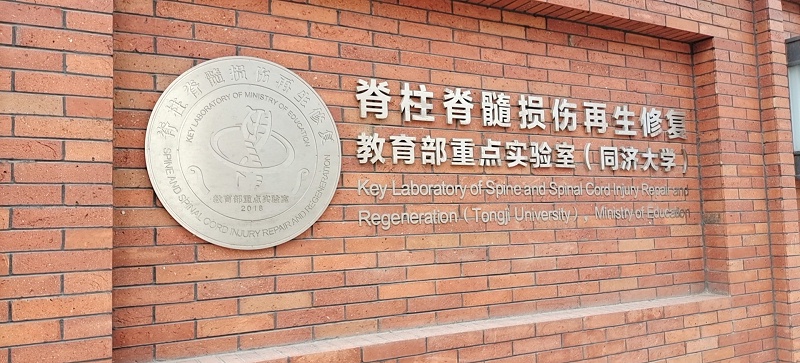 脊柱脊髓损伤再生修复
KEY LABORATORY OF MINISTRY OF EDUCATION
教育部重点实验室
2018
SPINE AND SPINAL CORD INJURY REPAIR AND REGENERATION
脊柱脊髓损伤再生修复
教育部重点实验室（同济大学）
Key Laboratory of Spine and Spinal Cord Injury Repair and
Regeneration（Tongji University），Ministry of Education